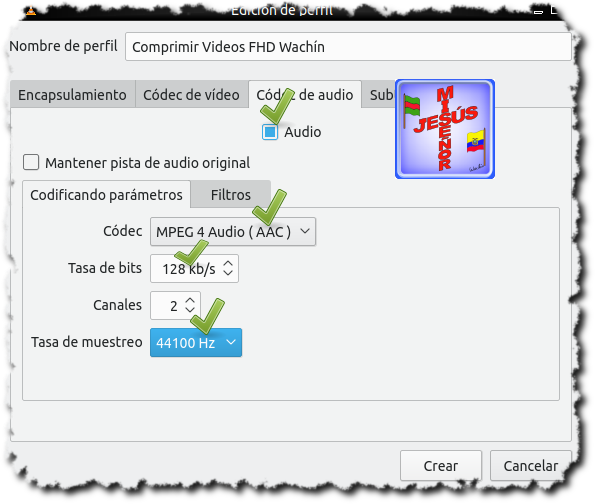 Edición de perfil
Nombre de perfil Comprimir Videos FHD Wachín
Encapsulamiento Códec de vídeo Códec de audio Sub
MI SEÑOR
JESÚS
Audio
Mantener pista de audio original
Codificando parámetros Filtros
Códec MPEG 4 Audio ( AAC )
Tasa de bits 128 kb/s
Canales 2
Tasa de muestreo 44100 Hz
Crear Cancelar